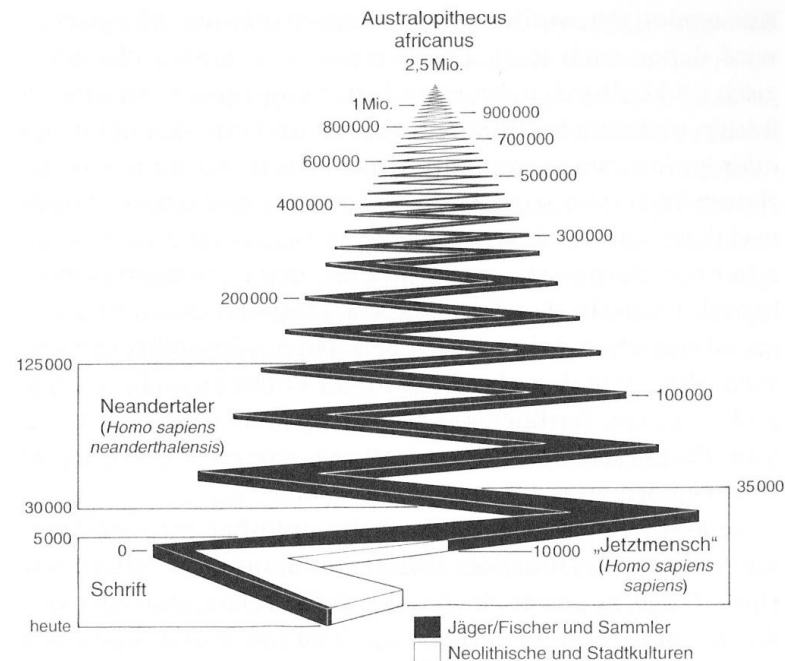 Australopithecus
africanus
2,5 Mio.
1 Mio.
900000
800000
700000
600000
500000
400000
300000
200000
125000
100000
Neandertaler
(Homo sapiens
neanderthalensis)
35000
30000
5000
0
10000
„Jetztmensch“
(Homo sapiens
sapiens)
Schrift
heute
Jäger/Fischer und Sammler
Neolithische und Stadtkulturen